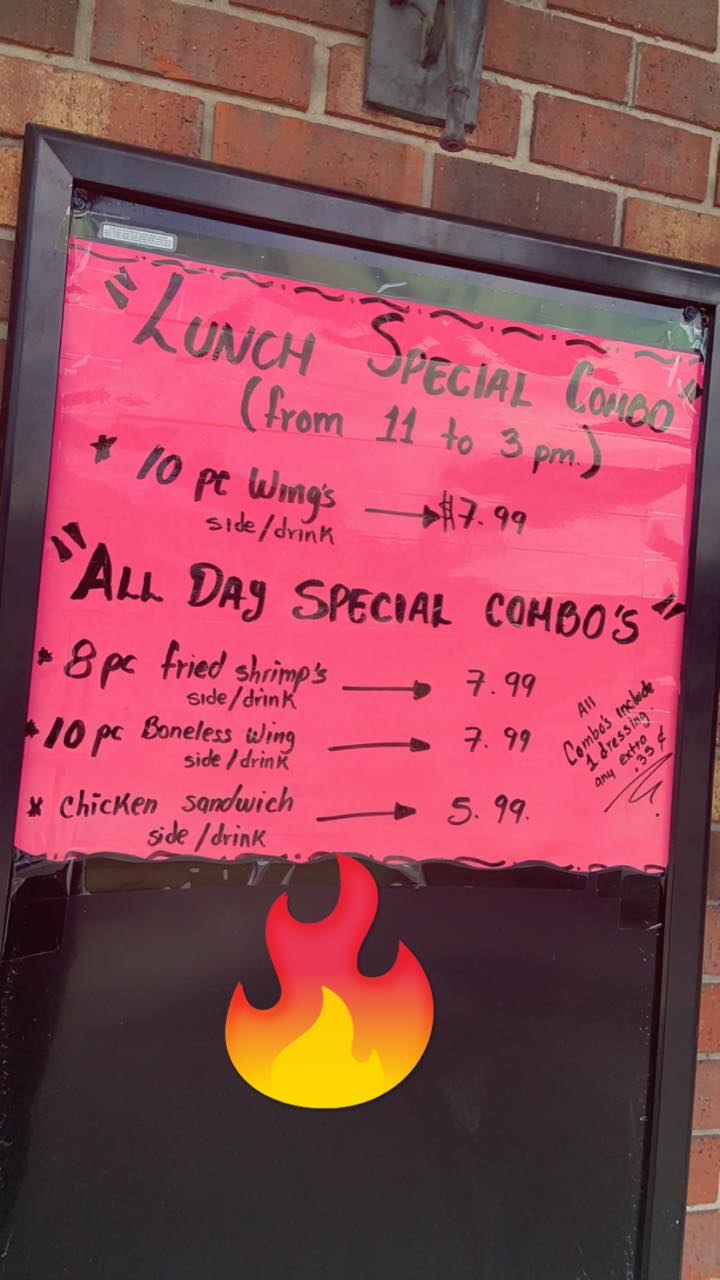 "Lunch Special Combo"
(from 11 to 3 pm.)
* 10 pc Wing's → $7.99
side/drink
"All Day Special combo's"
* 8 pc fried shrimp's → 7.99
side/drink
* 10 pc Boneless wing → 7.99
side/drink
* chicken sandwich → 5.99.
side/drink
All
Combo's include
1 dressing.
any extra
.35 ¢